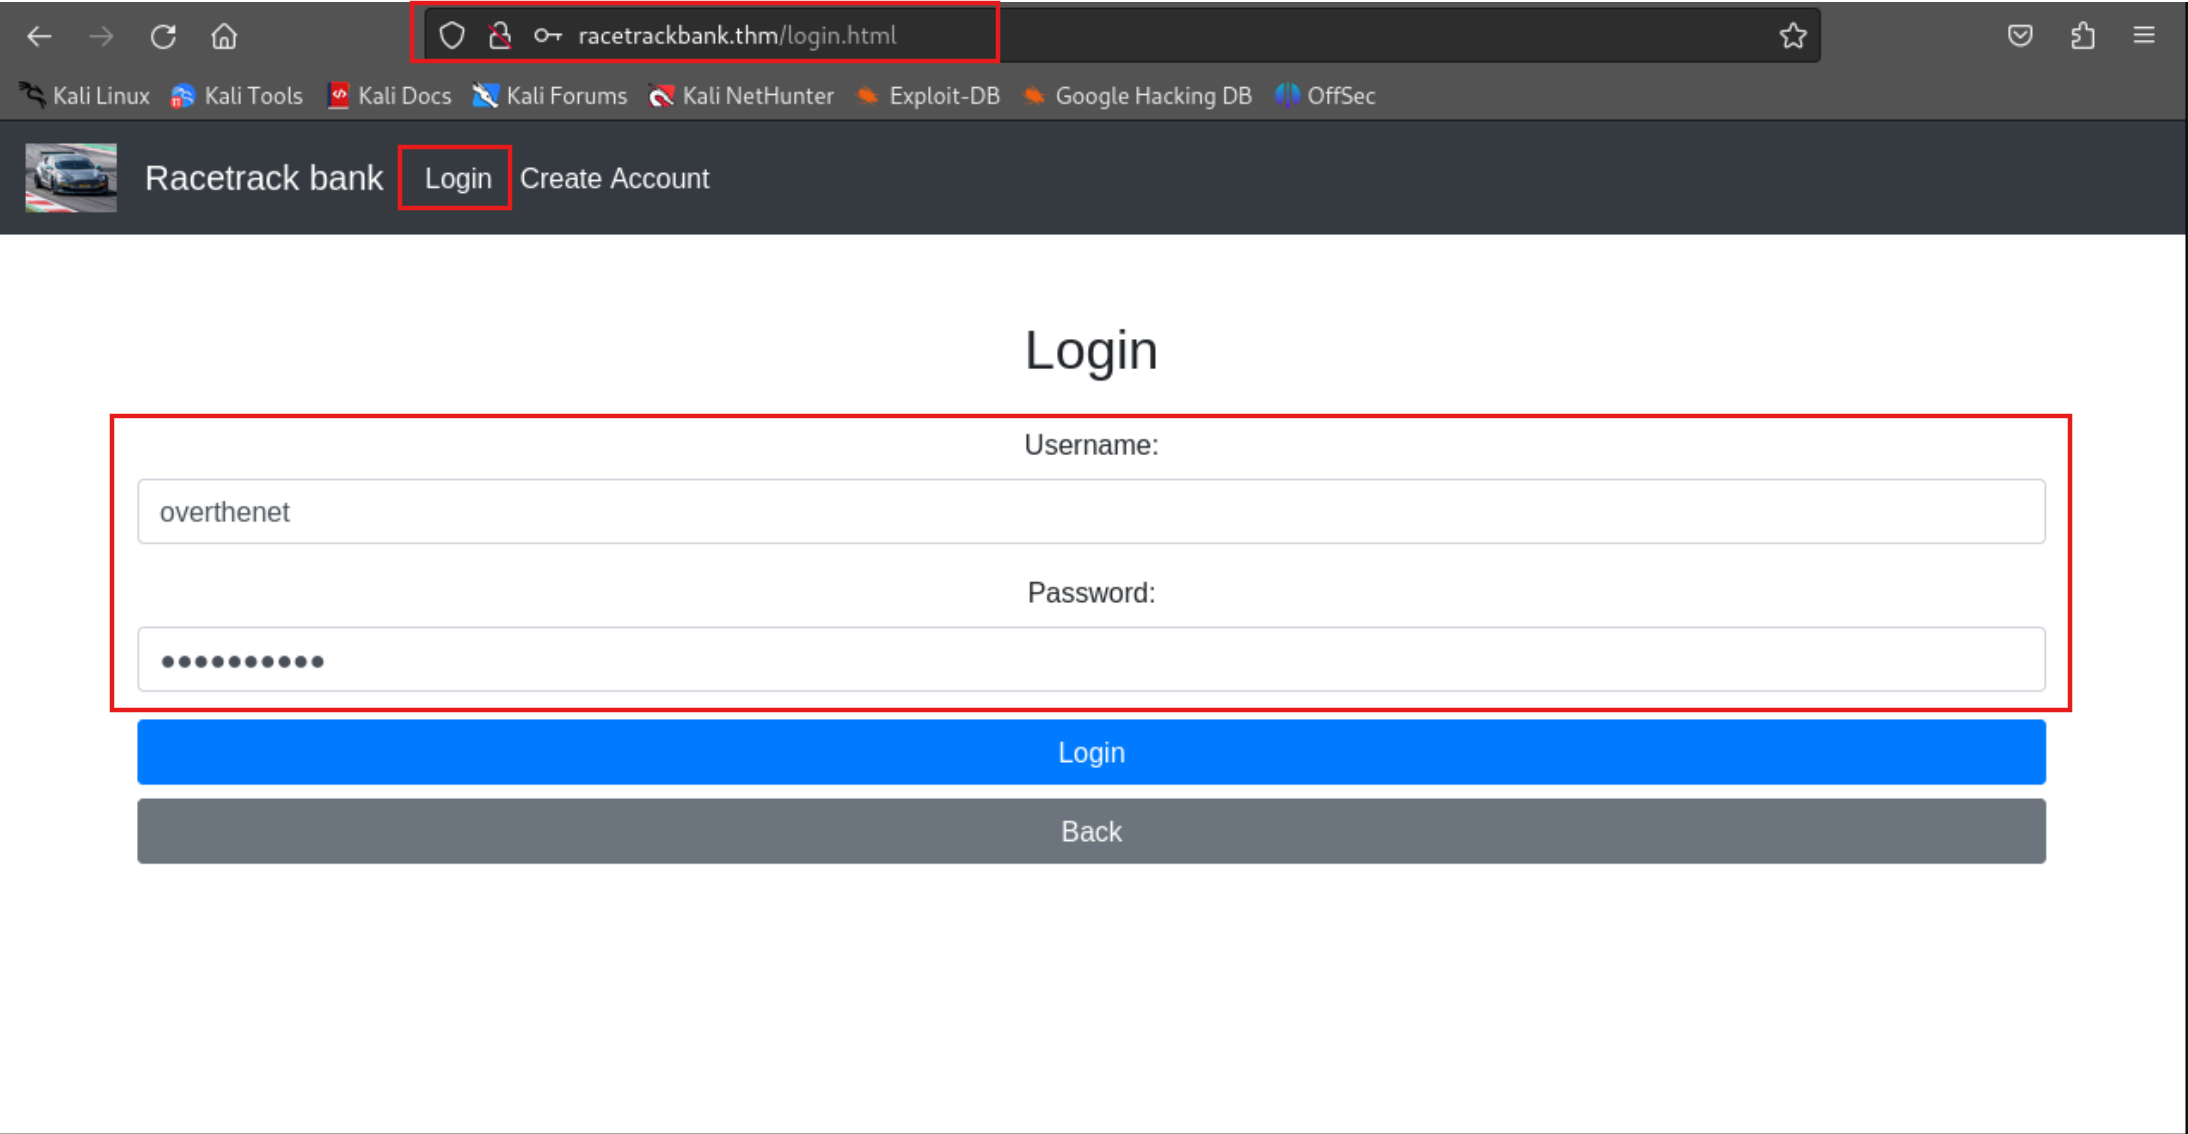 racetrackbank.thm/login.html
Kali Linux Kali Tools Kali Docs Kali Forums Kali NetHunter Exploit-DB Google Hacking DB OffSec
Racetrack bank Login Create Account
Login
Username:
overthenet
Password:
••••••••••
Login
Back